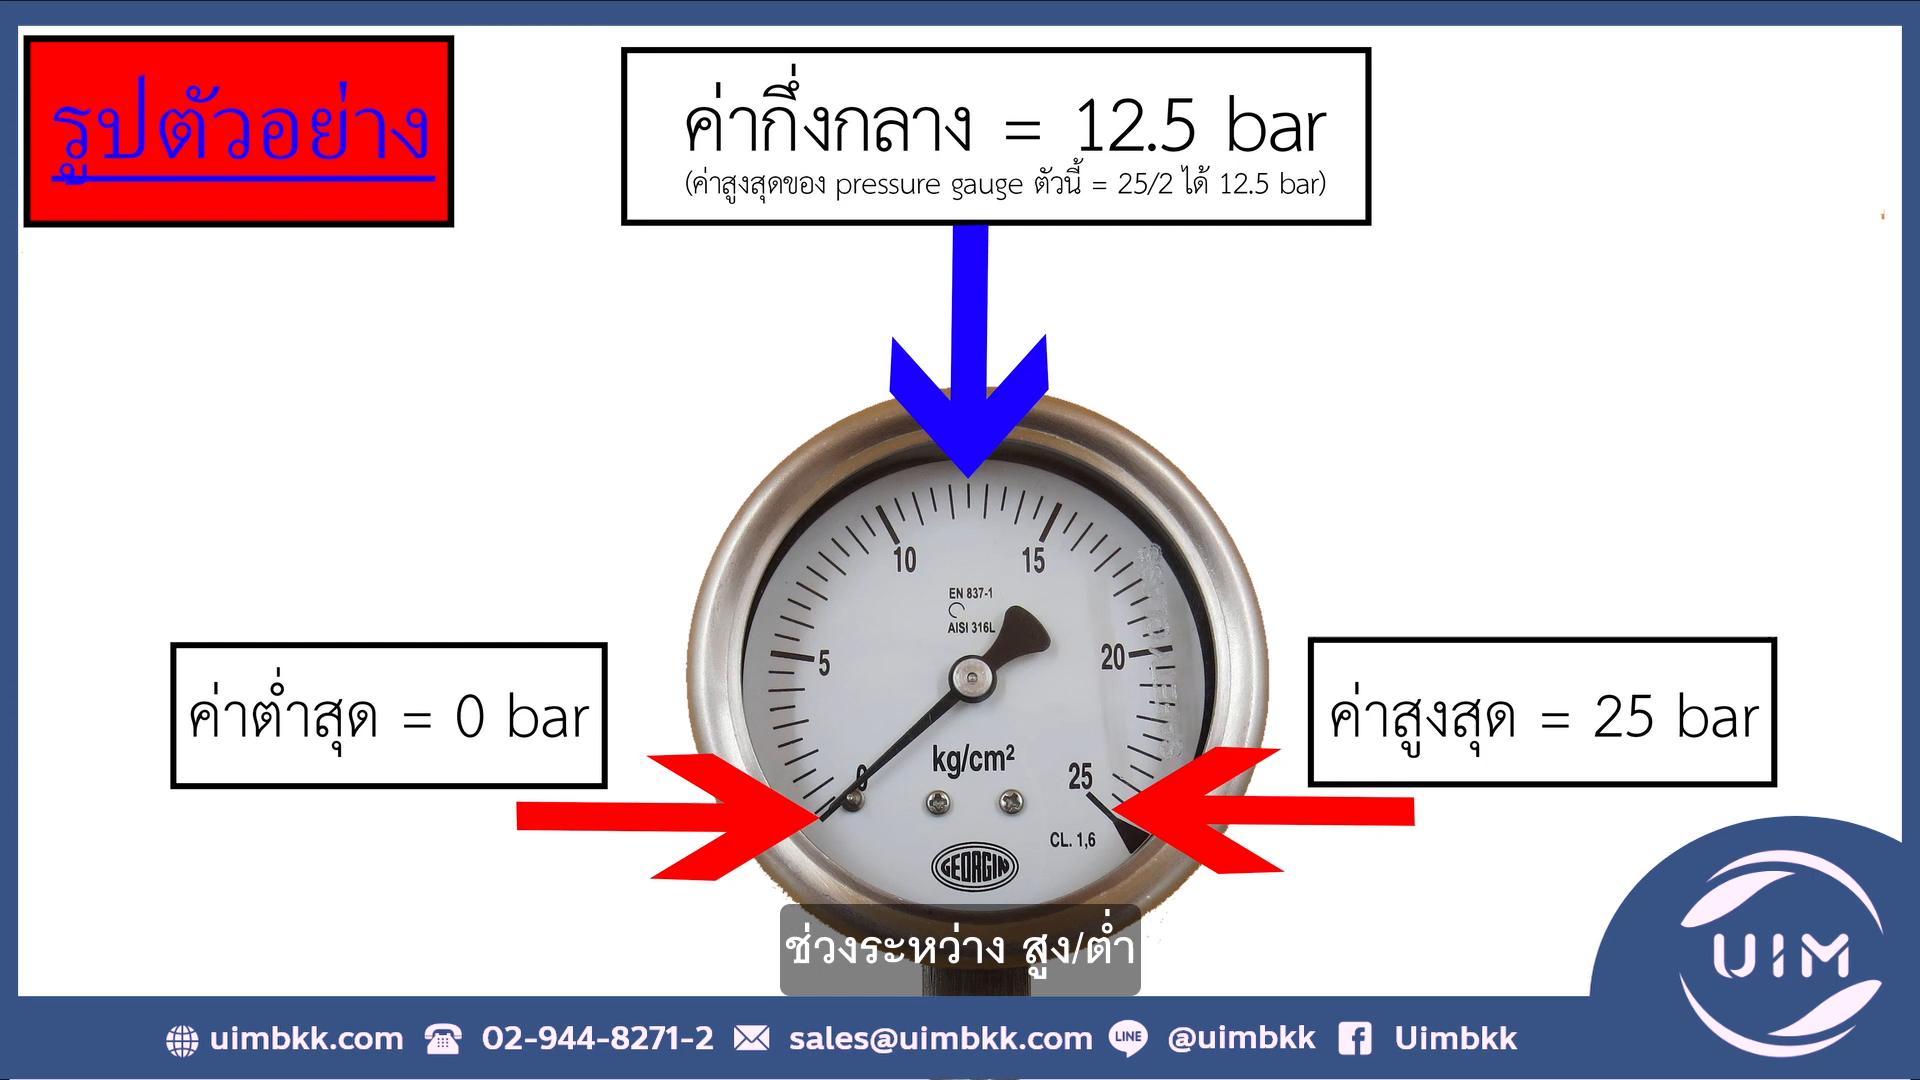 รูปตัวอย่าง
ค่ากึ่งกลาง = 12.5 bar
(ค่าสูงสุดของ pressure gauge ตัวนี้ = 25/2 ได้ 12.5 bar)
10
15
EN 837-1
AISI 316L
5
20
ค่าต่ำสุด = 0 bar
ค่าสูงสุด = 25 bar
kg/cm²
0
25
CL. 1,6
GEORGIN
ช่วงระหว่าง สูง/ต่ำ
UIM
uimbkk.com 02-944-8271-2 sales@uimbkk.com LINE @uimbkk f Uimbkk